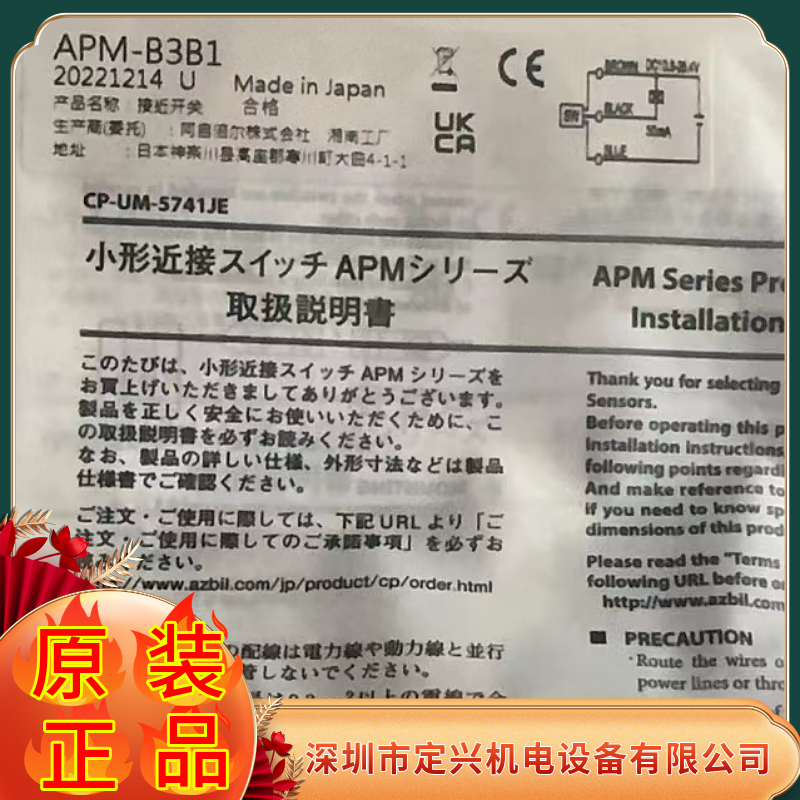 APM-B3B1
20221214 U Made in Japan
产品名称 接近开关 合格
生产商(委托) : 阿自倍尔株式会社 湘南工厂
地址 : 日本神奈川县高座郡寒川町大曲4-1-1
CE
UK
CA
BROWN DC10.8-26.4V
SW BLACK
50mA
BLUE
CP-UM-5741JE
小形近接スイッチ APMシリーズ
取扱説明書
このたびは、小形近接スイッチ APM シリーズを
お買上げいただきましてありがとうございます。
製品を正しく安全にお使いいただくために、こ
の取扱説明書を必ずお読みください。
なお、製品の詳しい仕様、外形寸法などは製品
仕様書でご確認ください。
ご注文・ご使用に際しては、下記 URL より「ご
注文・ご使用に際してのご承諾事項」を必ずお
読みください。
//www.azbil.com/jp/product/cp/order.html
の配線は電力線や動力線と並行
しないでください。
APM Series Pr
Installation
Thank you for selecting
Sensors.
Before operating this p
installation instructions
following points regardi
And make reference to
if you need to know sp
dimensions of this prod
Please read the "Terms
following URL before o
http://www.azbil.com
■ PRECAUTION
・Route the wires o
power lines or thro
原装
正品
深圳市定兴机电设备有限公司